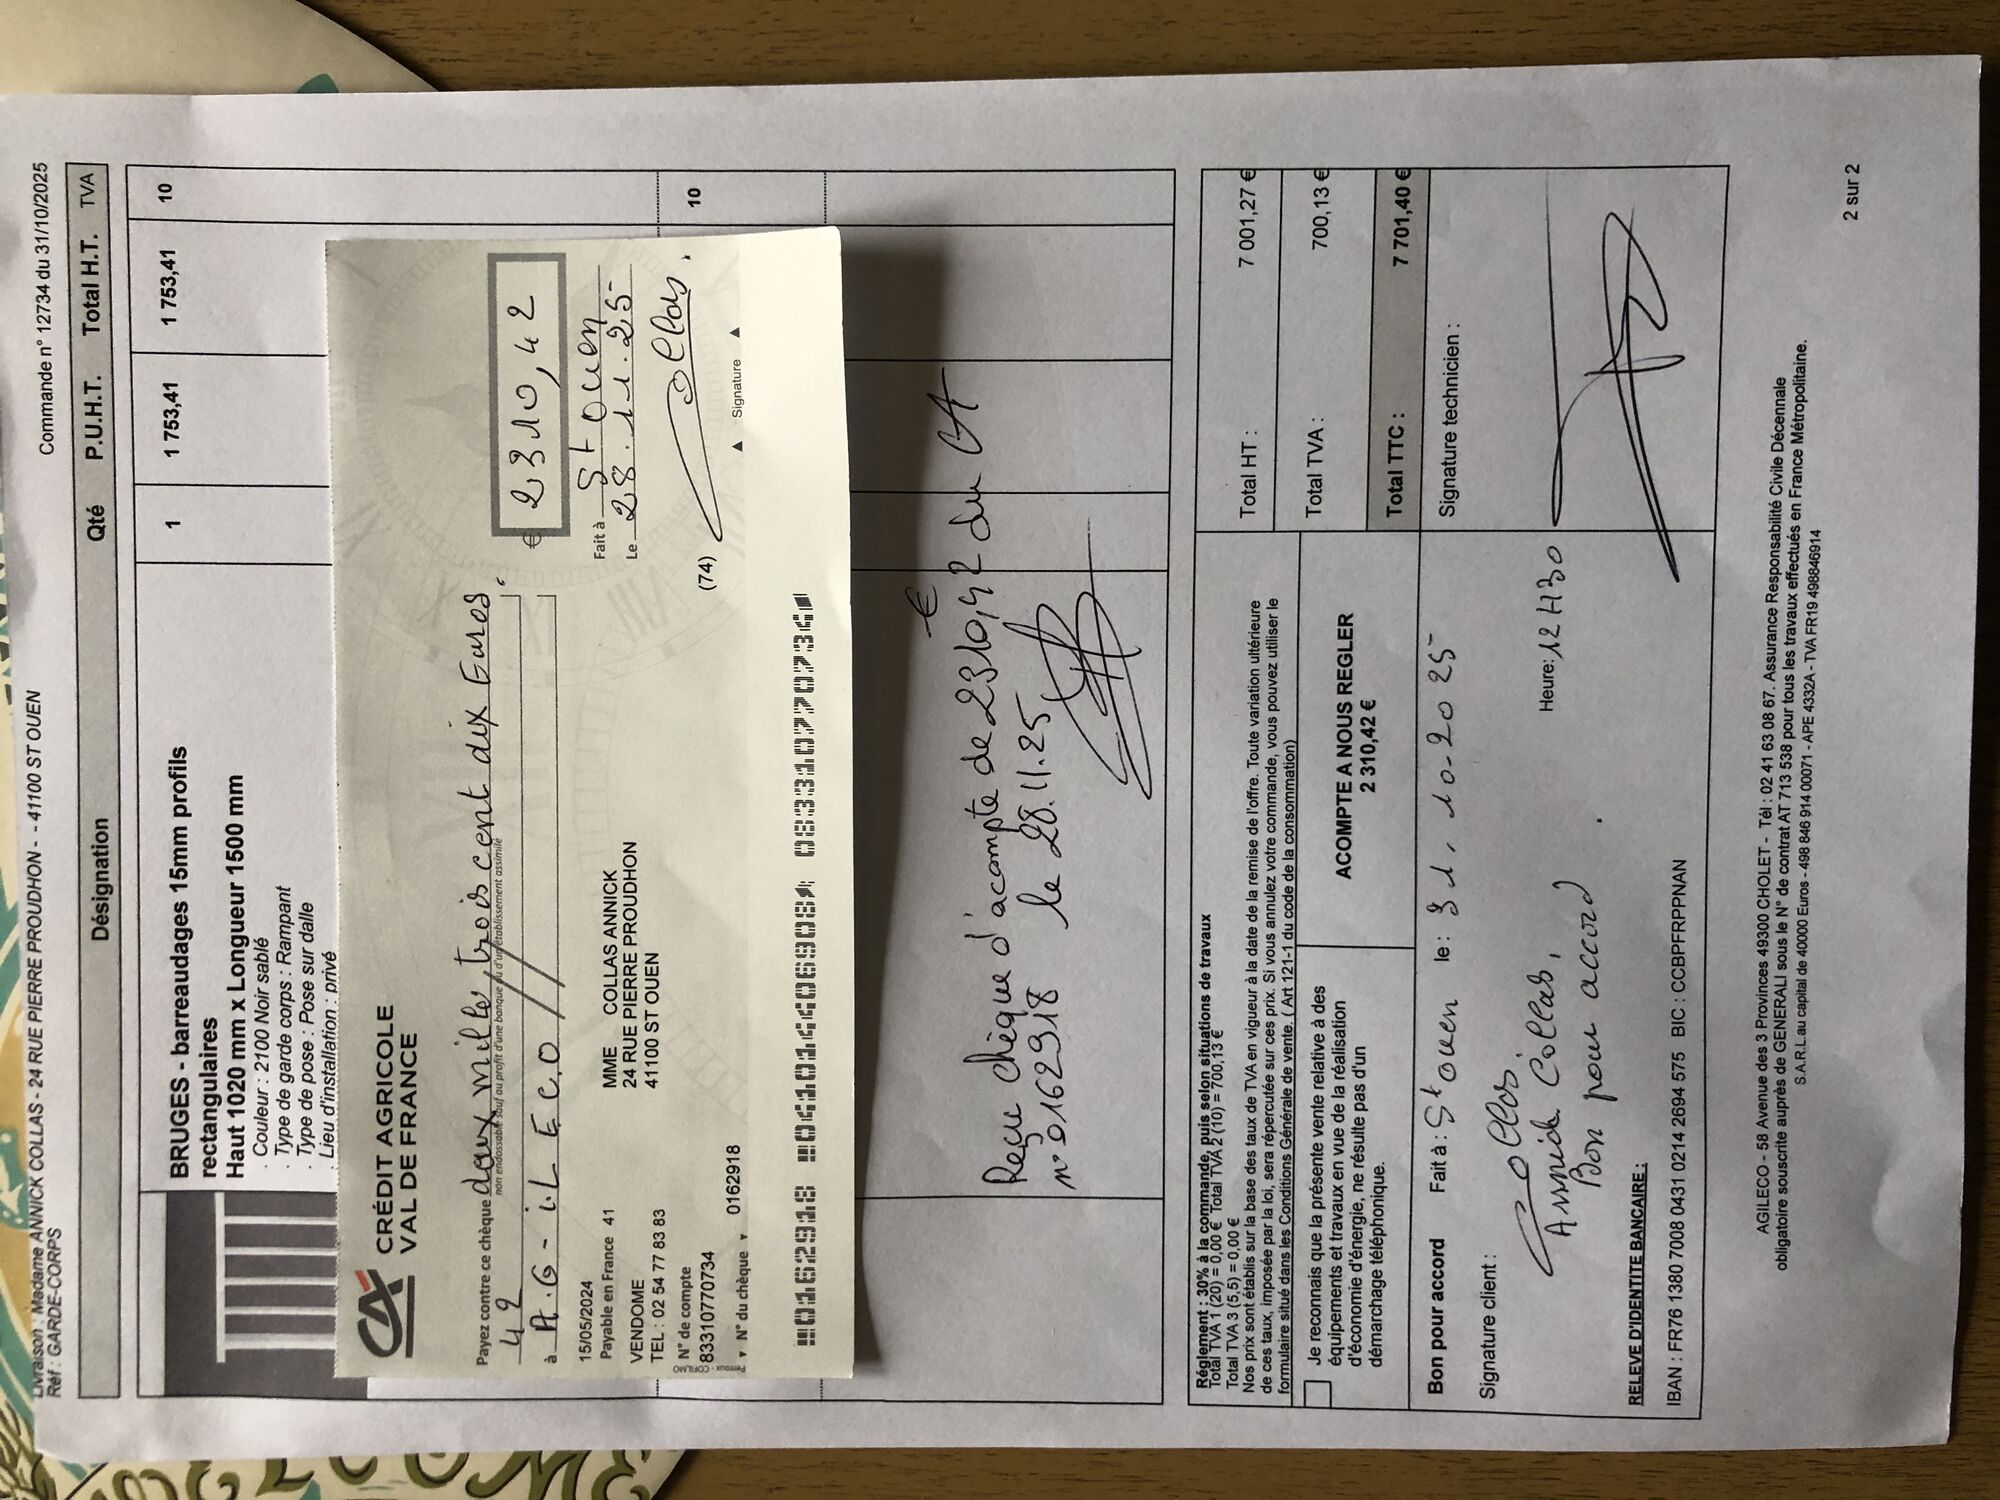 Livraison : Madame ANNICK COLLAS - 24 RUE PIERRE PROUDHON - - 41100 ST OUEN
Commande n° 12734 du 31/10/2025
Réf : GARDE-CORPS
Désignation Qté P.U.H.T. Total H.T. TVA
BRUGES - barreaudages 15mm profils 1 1 753,41 1 753,41 10
rectangulaires
Haut 1020 mm x Longueur 1500 mm
· Couleur : 2100 Noir sablé
· Type de garde corps : Rampant
· Type de pose : Pose sur dalle
· Lieu d'installation : privé
10
CA
CRÉDIT AGRICOLE
VAL DE FRANCE
Payez contre ce chèque deux mille, trois cent dix Euros.
non endossable sauf au profit d'une banque ou d'un établissement assimilé
42
€ 2310,42
à A.G-i.L E C.O
Fait à St Ouen
Le 28.11.25
15/05/2024
Payable en France 41
VENDOME
TEL : 02 54 77 83 83
MME COLLAS ANNICK
24 RUE PIERRE PROUDHON
41100 ST OUEN
(74)
Collas
N° de compte
83310770734
Perroux - COFILMO
▼ N° du chèque ▼ 0162918
▲ Signature ▲
0162918 041014406908 083310770734
Reçu chèque d'acompte de 2310,42 € du CA
n° 0162318 le 28.11.25
Réglement : 30% à la commande, puis selon situations de travaux
Total TVA 1 (20) = 0,00 € Total TVA 2 (10) = 700,13 €
Total TVA 3 (5,5) = 0,00 €
Nos prix sont établis sur la base des taux de TVA en vigueur à la date de la remise de l'offre. Toute variation ultérieure
de ces taux, imposée par la loi, sera répercutée sur ces prix. Si vous annulez votre commande, vous pouvez utiliser le
formulaire situé dans les Conditions Générale de vente. ( Art 121-1 du code de la consommation)
Total HT : 7 001,27 €
Total TVA : 700,13 €
Total TTC : 7 701,40 €
Je reconnais que la présente vente relative à des
équipements et travaux en vue de la réalisation
d'économie d'énergie, ne résulte pas d'un
démarchage téléphonique.
ACOMPTE A NOUS REGLER
2 310,42 €
Bon pour accord Fait à : St Ouen le : 31.10-2025
Signature client :
Heure: 12H30
Signature technicien :
Collas
Annick Collas,
Bon pour accord.
RELEVE D'IDENTITE BANCAIRE :
IBAN : FR76 1380 7008 0431 0214 2694 575 BIC : CCBPFRPPNAN
AGILECO - 58 Avenue des 3 Provinces 49300 CHOLET - Tél : 02 41 63 08 67. Assurance Responsabilité Civile Décennale
obligatoire souscrite auprès de GENERALI sous le N° de contrat AT 713 538 pour tous les travaux effectués en France Métropolitaine.
S.A.R.L au capital de 40000 Euros - 498 846 914 00071 - APE 4332A - TVA FR19 498846914
2 sur 2